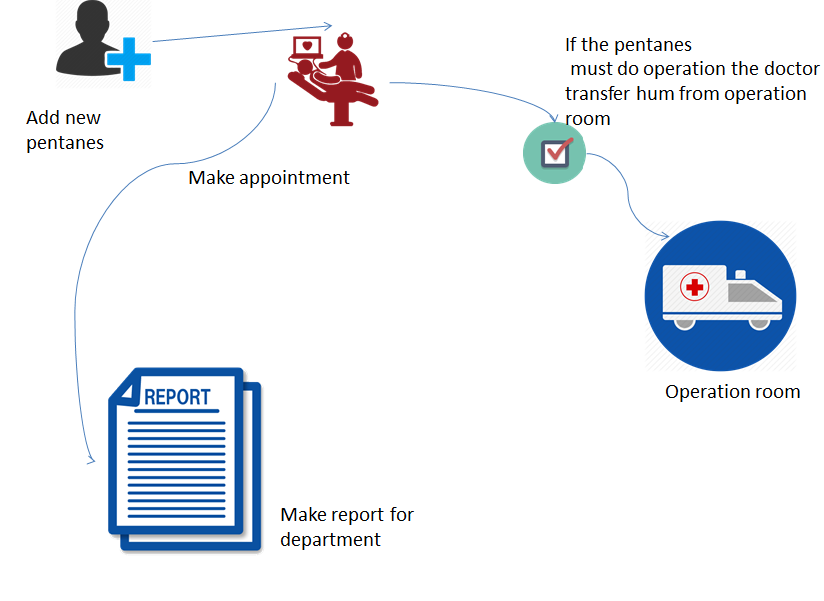 If the pentanes
must do operation the doctor
transfer hum from operation
room
Add new
pentanes
Make appointment
Operation room
REPORT
Make report for
department